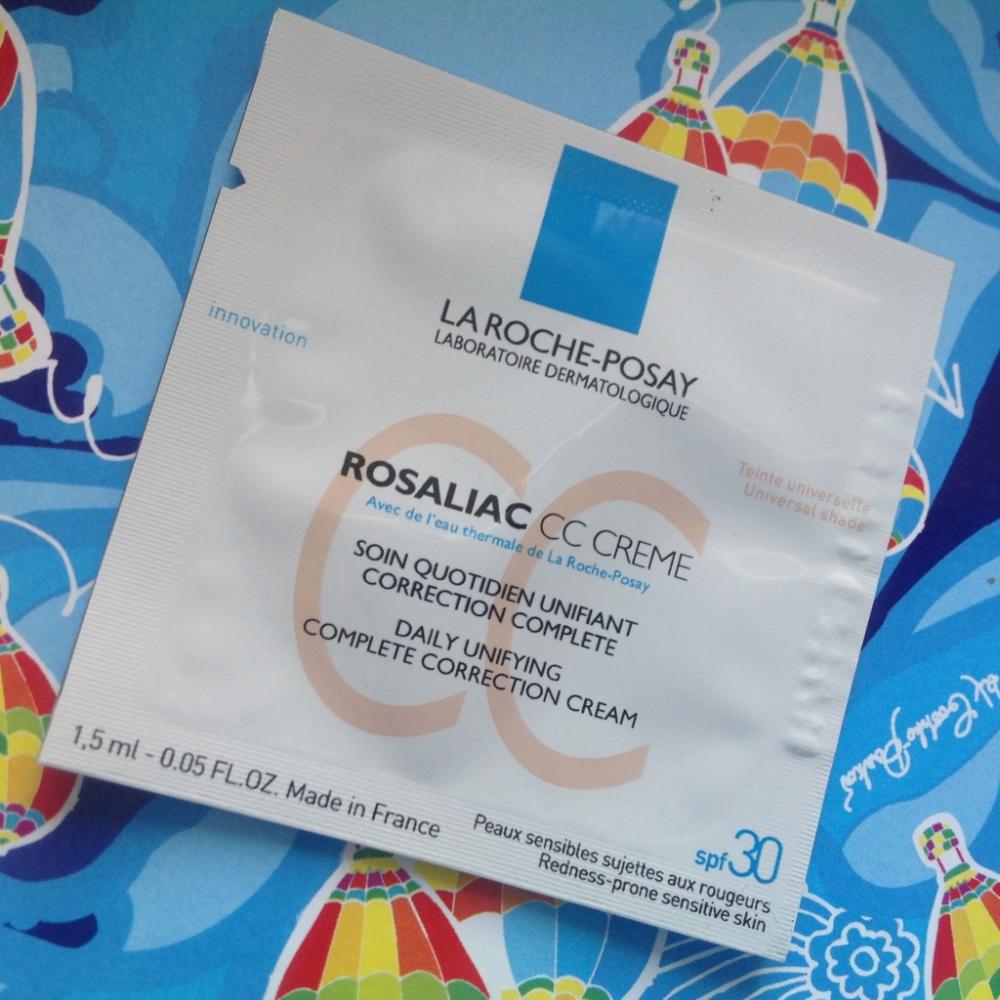 innovation
LA ROCHE-POSAY
LABORATOIRE DERMATOLOGIQUE
Teinte universelle
Universal shade
ROSALIAC CC CREME
Avec de l'eau thermale de La Roche-Posay
CC
SOIN QUOTIDIEN UNIFIANT
CORRECTION COMPLETE
DAILY UNIFYING
COMPLETE CORRECTION CREAM
1,5 ml - 0.05 FL.OZ. Made in France
spf30
Peaux sensibles sujettes aux rougeurs
Redness-prone sensitive skin